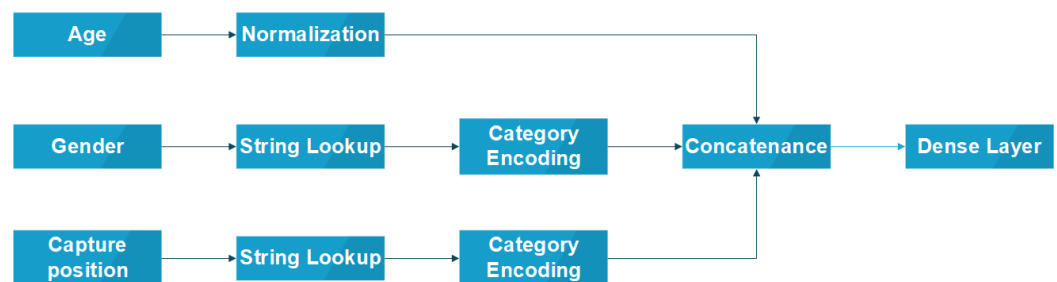 Age
Normalization
Gender
String Lookup
Category
Encoding
Concatenance
Dense Layer
Capture
position
String Lookup
Category
Encoding